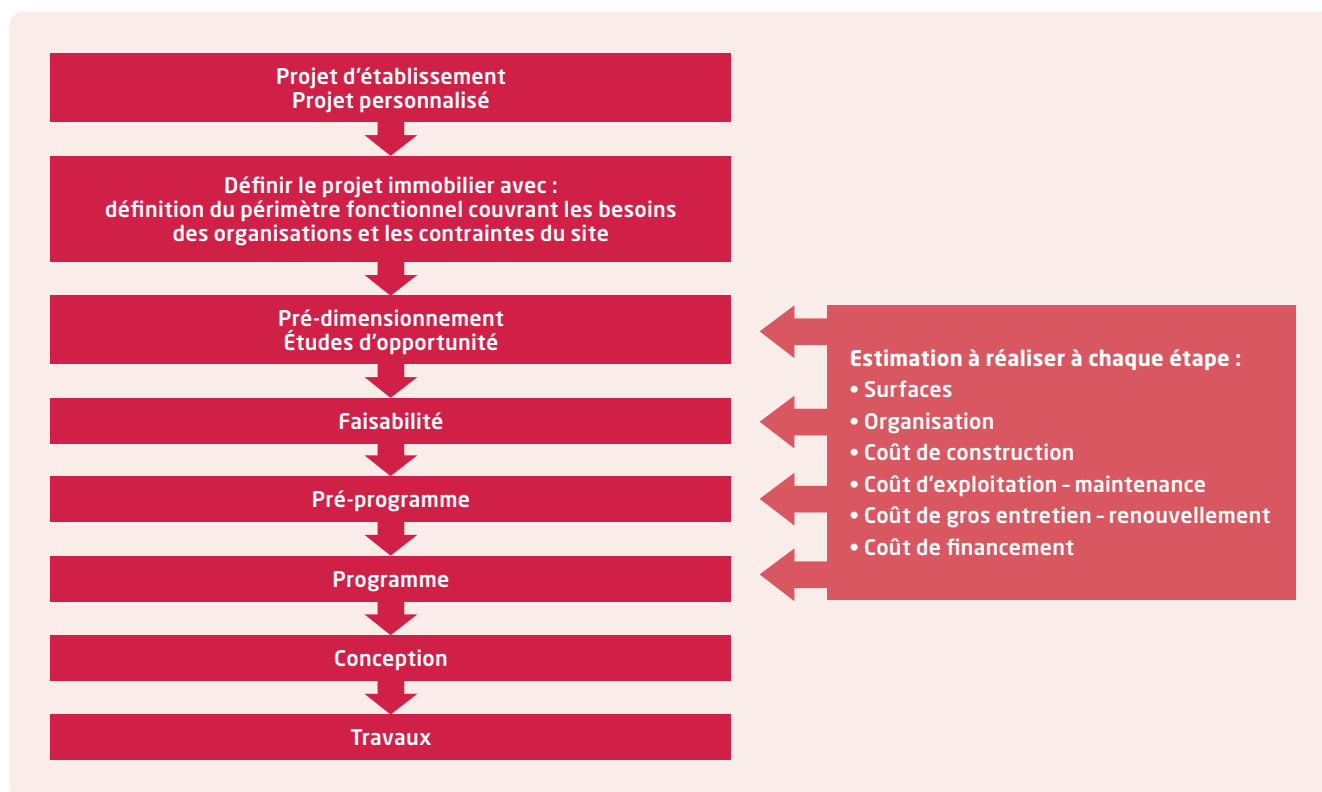 Projet d'établissement
Projet personnalisé
Définir le projet immobilier avec :
définition du périmètre fonctionnel couvrant les besoins
des organisations et les contraintes du site
Pré-dimensionnement
Études d'opportunité
Faisabilité
Pré-programme
Programme
Conception
Travaux
Estimation à réaliser à chaque étape :
• Surfaces
• Organisation
• Coût de construction
• Coût d'exploitation – maintenance
• Coût de gros entretien – renouvellement
• Coût de financement